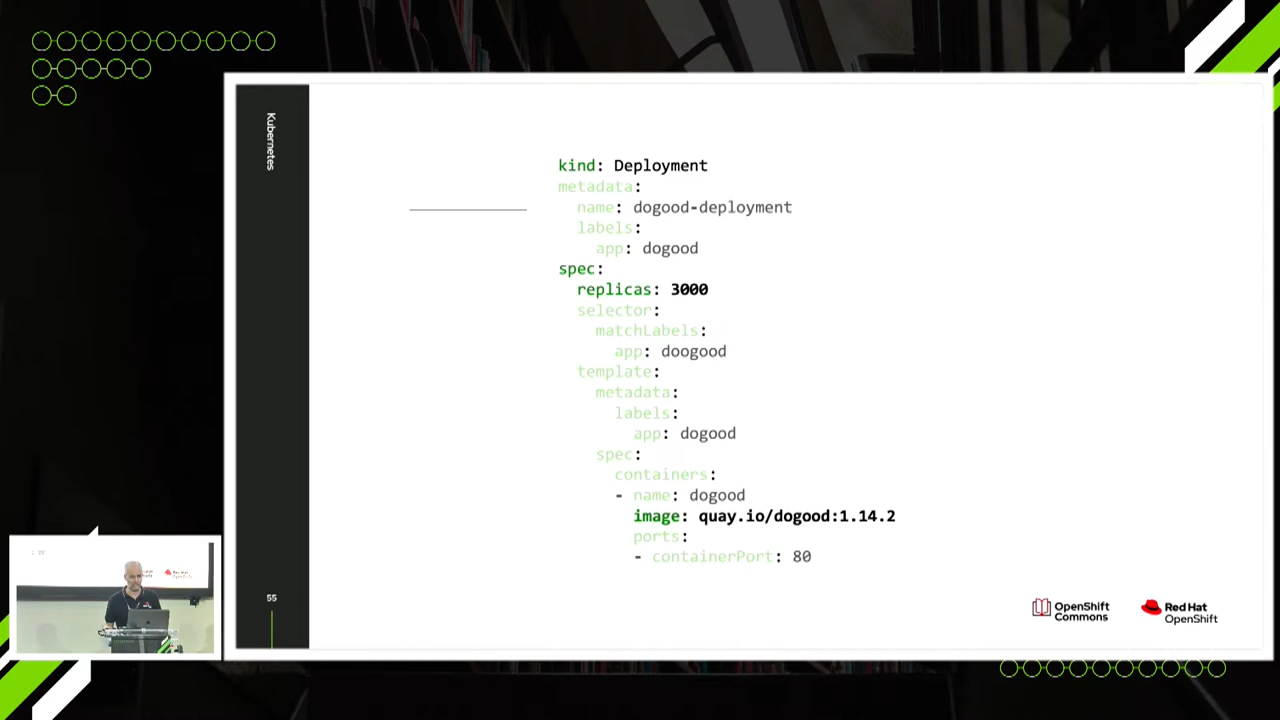 Kubernetes
kind: Deployment
metadata:
  name: dogood-deployment
  labels:
    app: dogood
spec:
  replicas: 3000
  selector:
    matchLabels:
      app: doogood
  template:
    metadata:
      labels:
        app: dogood
    spec:
      containers:
      - name: dogood
        image: quay.io/dogood:1.14.2
        ports:
        - containerPort: 80
55
OpenShift
Commons
Red Hat
OpenShift